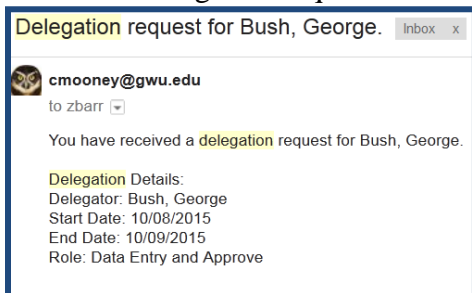 Delegation request for Bush, George. Inbox x
cmooney@gwu.edu
to zbarr
You have received a delegation request for Bush, George.
Delegation Details:
Delegator: Bush, George
Start Date: 10/08/2015
End Date: 10/09/2015
Role: Data Entry and Approve